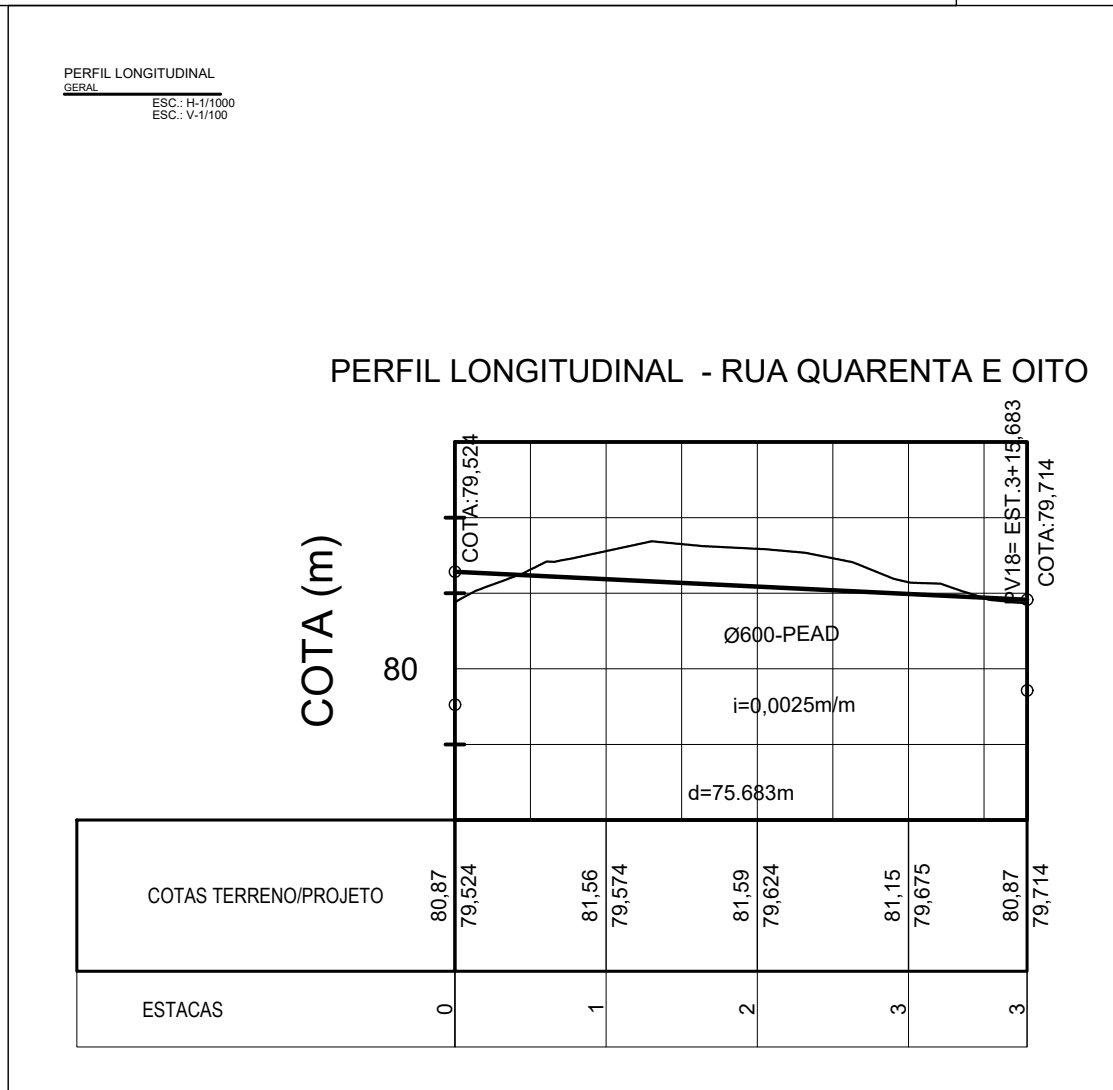 PERFIL LONGITUDINAL
GERAL
ESC.: H-1/1000
ESC.: V-1/100
PERFIL LONGITUDINAL - RUA QUARENTA E OITO
COTA:79,524
PV18= EST.3+15,683
COTA:79,714
COTA (m)
80
Ø600-PEAD
i=0,0025m/m
d=75.683m
COTAS TERRENO/PROJETO
80,87
79,524
81,56
79,574
81,59
79,624
81,15
79,675
80,87
79,714
ESTACAS
0
1
2
3
3